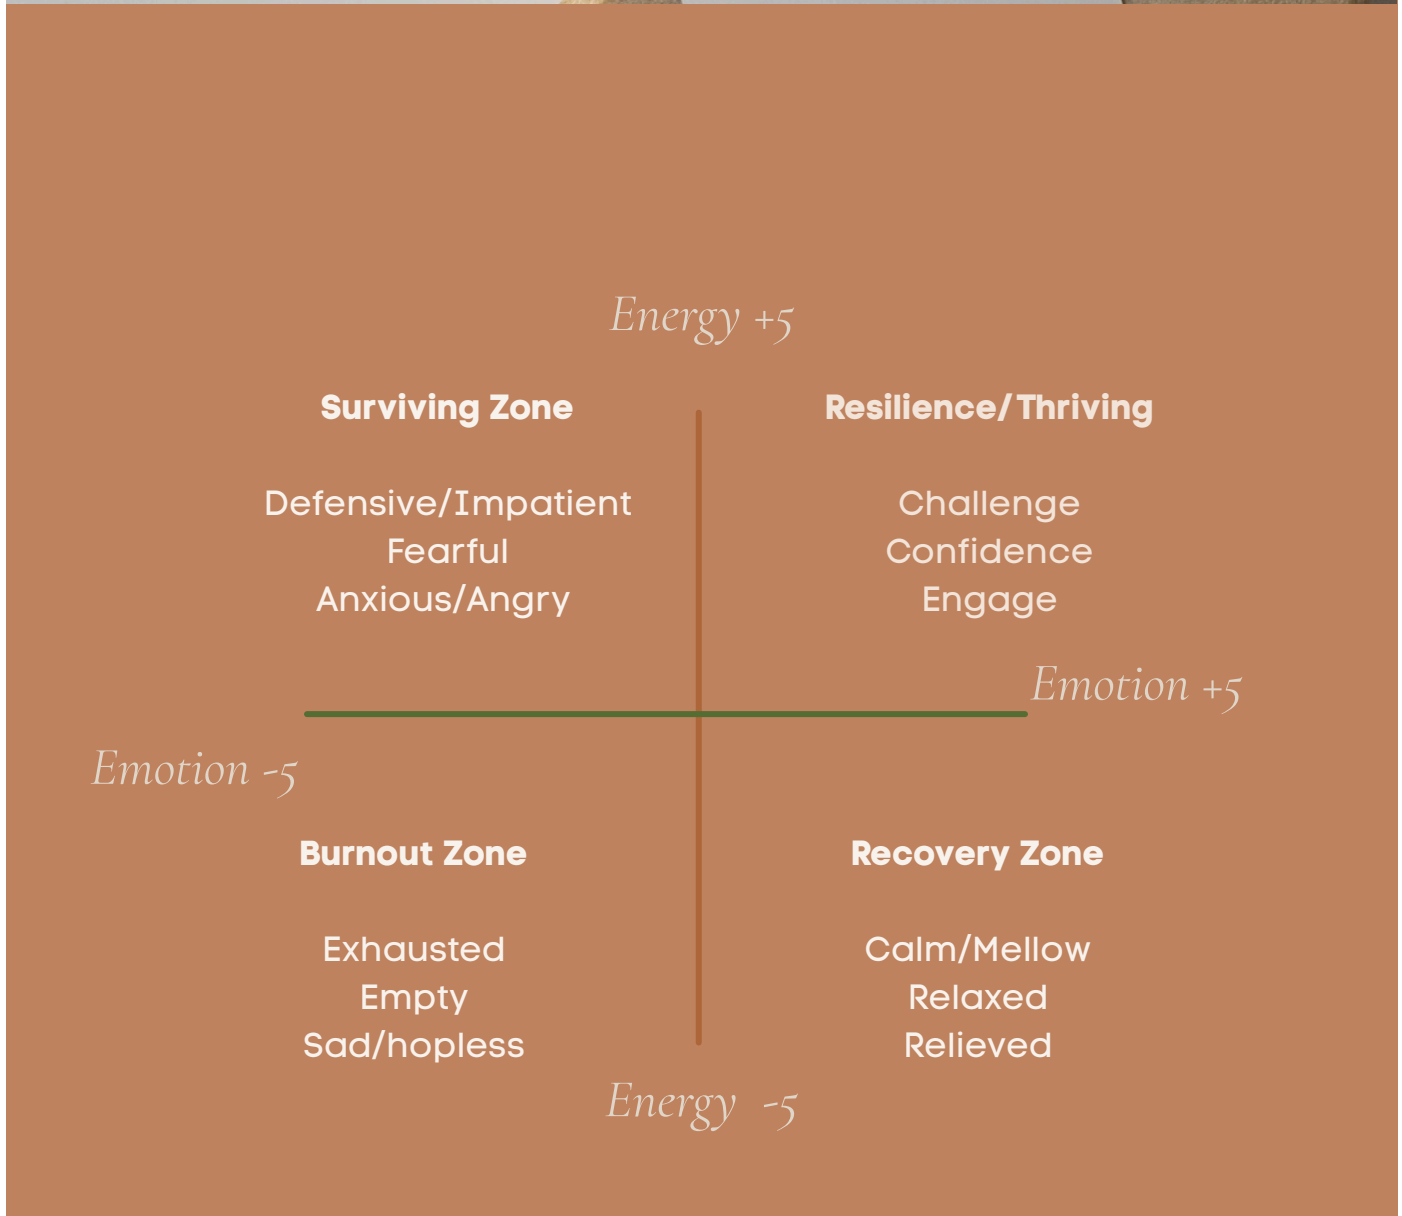 Energy +5
Surviving Zone
Defensive/Impatient
Fearful
Anxious/Angry
Resilience/Thriving
Challenge
Confidence
Engage
Emotion +5
Emotion -5
Burnout Zone
Exhausted
Empty
Sad/hopless
Recovery Zone
Calm/Mellow
Relaxed
Relieved
Energy -5